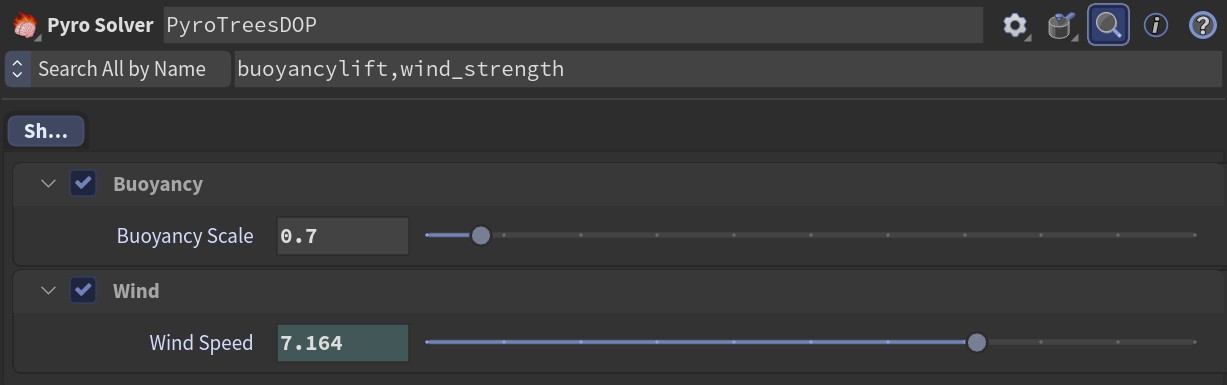 Pyro Solver PyroTreesDOP
Search All by Name buoyancylift,wind_strength
Sh...
Buoyancy
Buoyancy Scale 0.7
Wind
Wind Speed 7.164